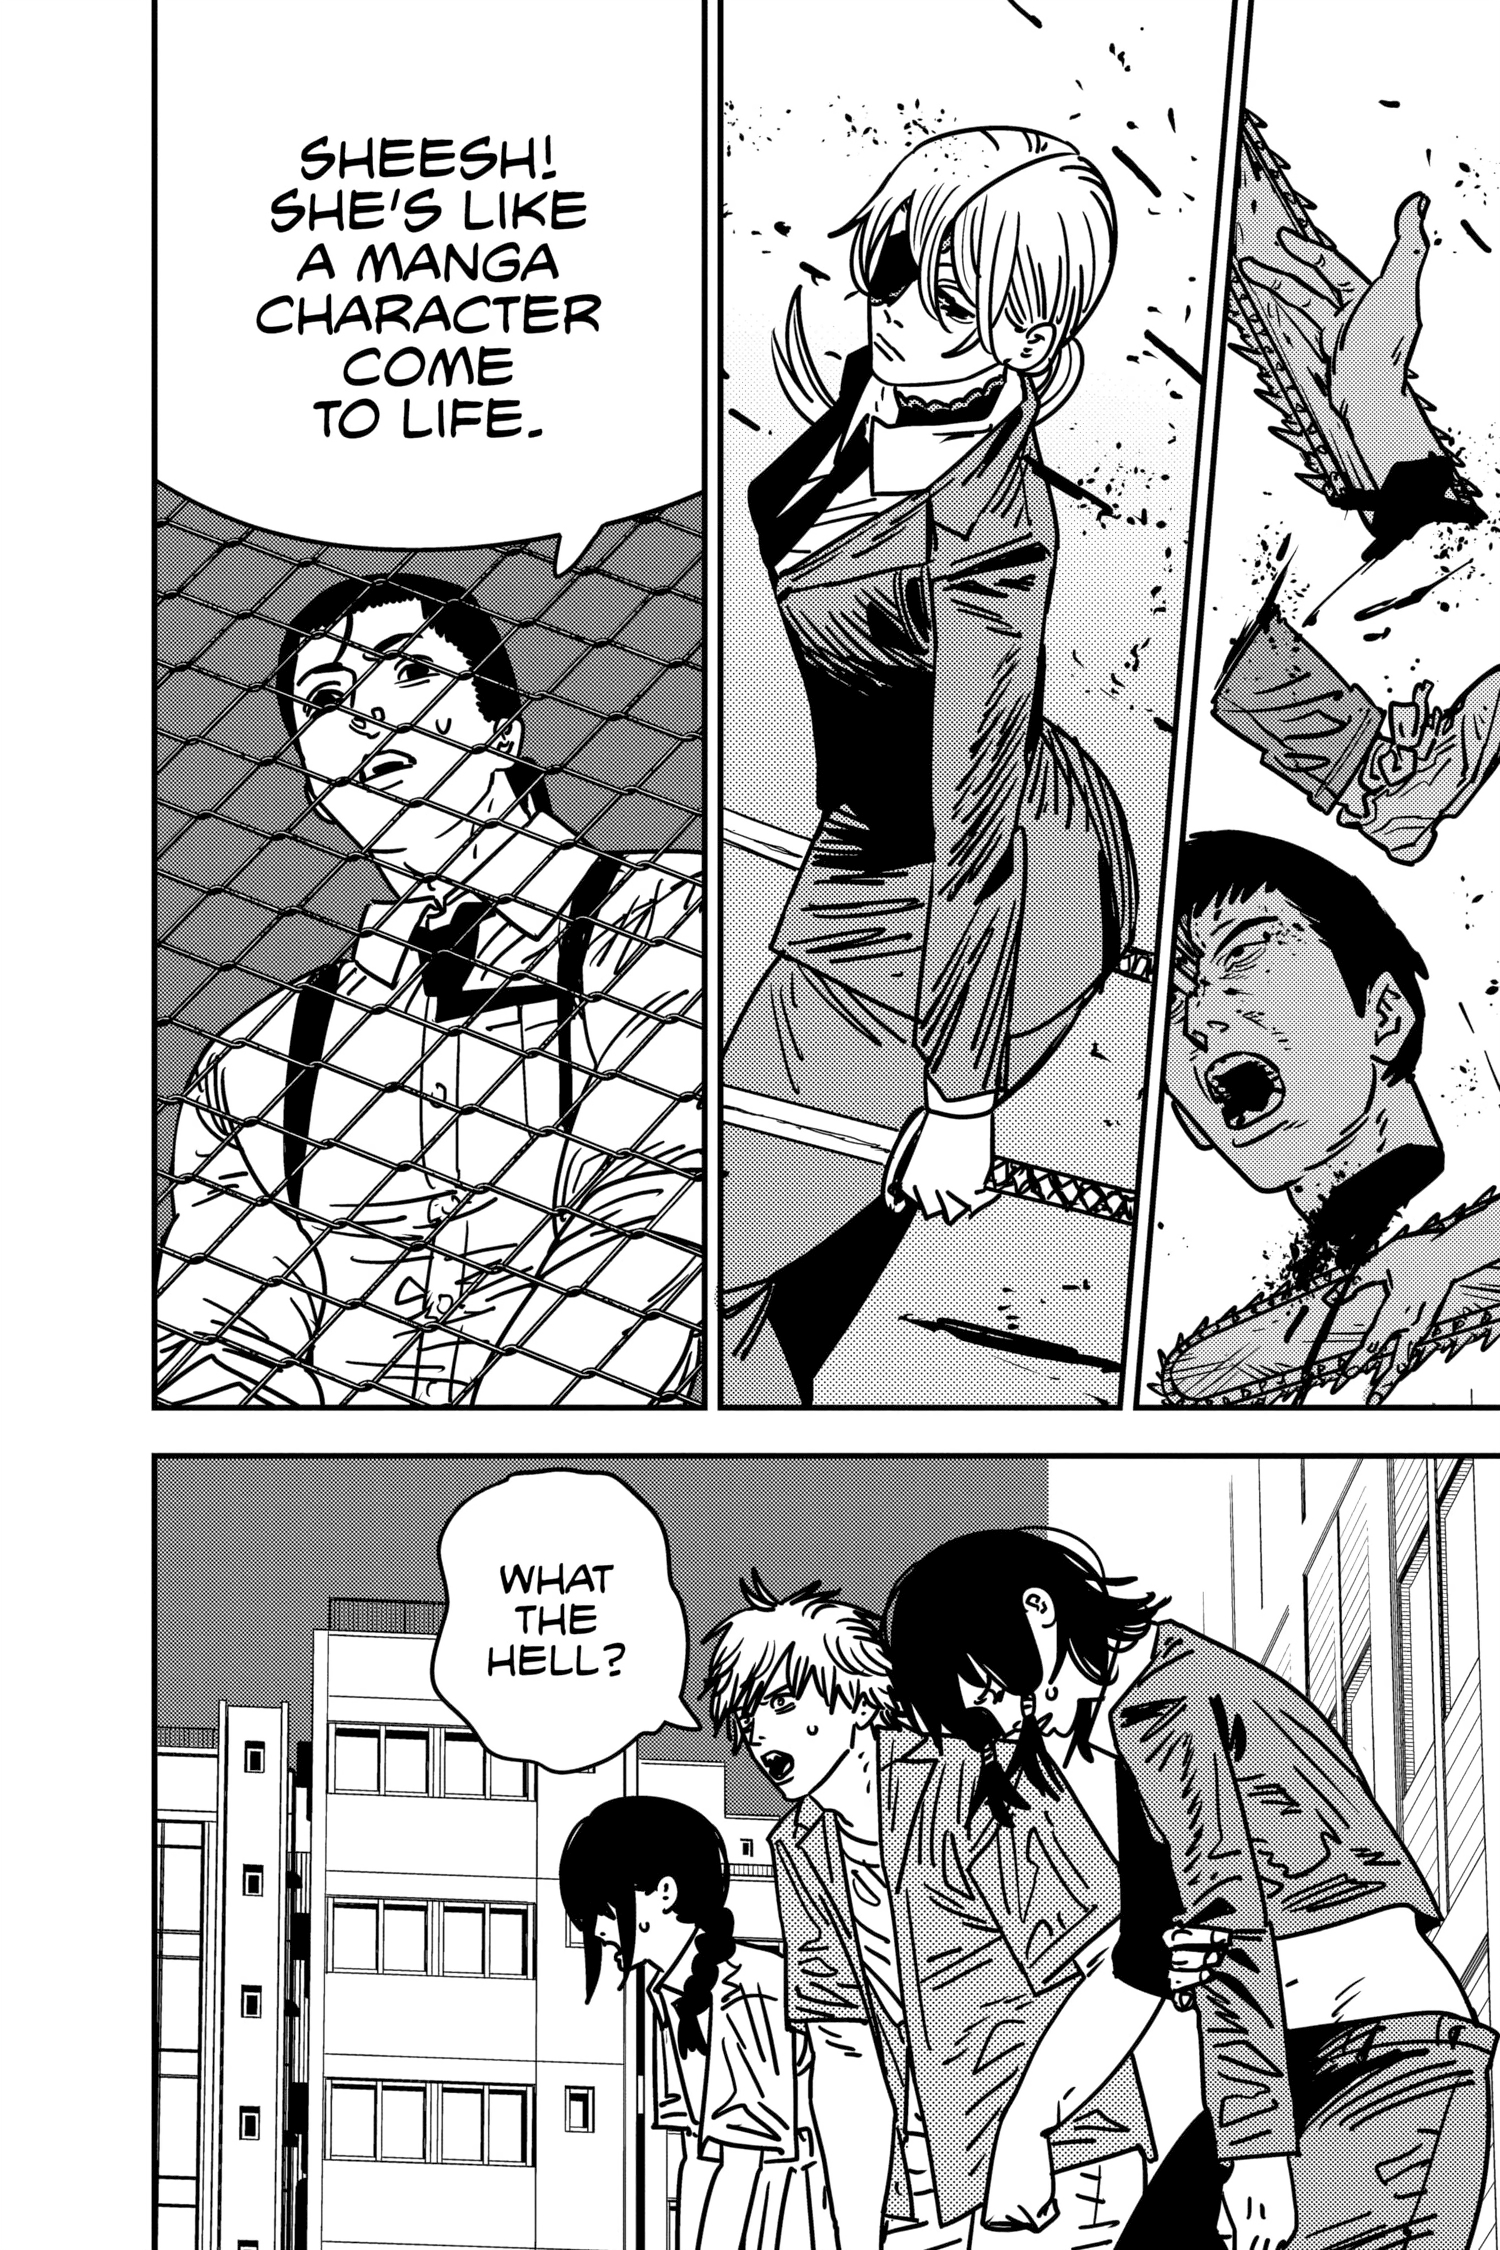 SHEESH!
SHE'S LIKE
A MANGA
CHARACTER
COME
TO LIFE.
WHAT
THE
HELL?